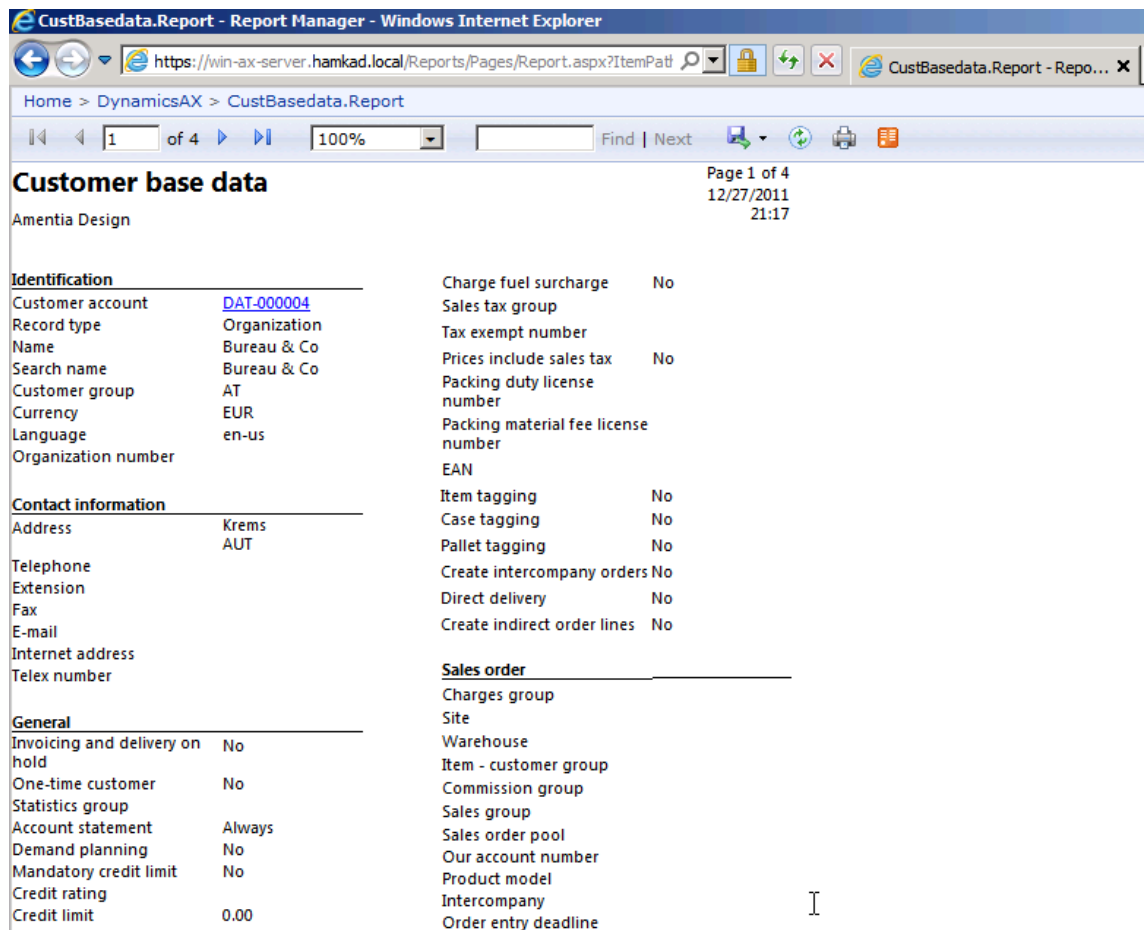 CustBasedata.Report - Report Manager - Windows Internet Explorer
https://win-ax-server.hamkad.local/Reports/Pages/Report.aspx?ItemPatl
CustBasedata.Report - Repo...
Home > DynamicsAX > CustBasedata.Report
1 of 4 100% Find | Next
Customer base data
Amentia Design
Page 1 of 4
12/27/2011
21:17
Identification
Customer account DAT-000004
Record type Organization
Name Bureau & Co
Search name Bureau & Co
Customer group AT
Currency EUR
Language en-us
Organization number
Contact information
Address Krems
AUT
Telephone
Extension
Fax
E-mail
Internet address
Telex number
General
Invoicing and delivery on No
hold
One-time customer No
Statistics group
Account statement Always
Demand planning No
Mandatory credit limit No
Credit rating
Credit limit 0.00
Charge fuel surcharge No
Sales tax group
Tax exempt number
Prices include sales tax No
Packing duty license
number
Packing material fee license
number
EAN
Item tagging No
Case tagging No
Pallet tagging No
Create intercompany orders No
Direct delivery No
Create indirect order lines No
Sales order
Charges group
Site
Warehouse
Item - customer group
Commission group
Sales group
Sales order pool
Our account number
Product model
Intercompany
Order entry deadline